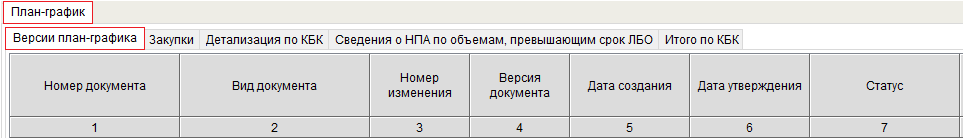 План-график
Версии план-графика Закупки Детализация по КБК Сведения о НПА по объемам, превышающим срок ЛБО Итого по КБК
Номер документа Вид документа Номер изменения Версия документа Дата создания Дата утверждения Статус
1 2 3 4 5 6 7